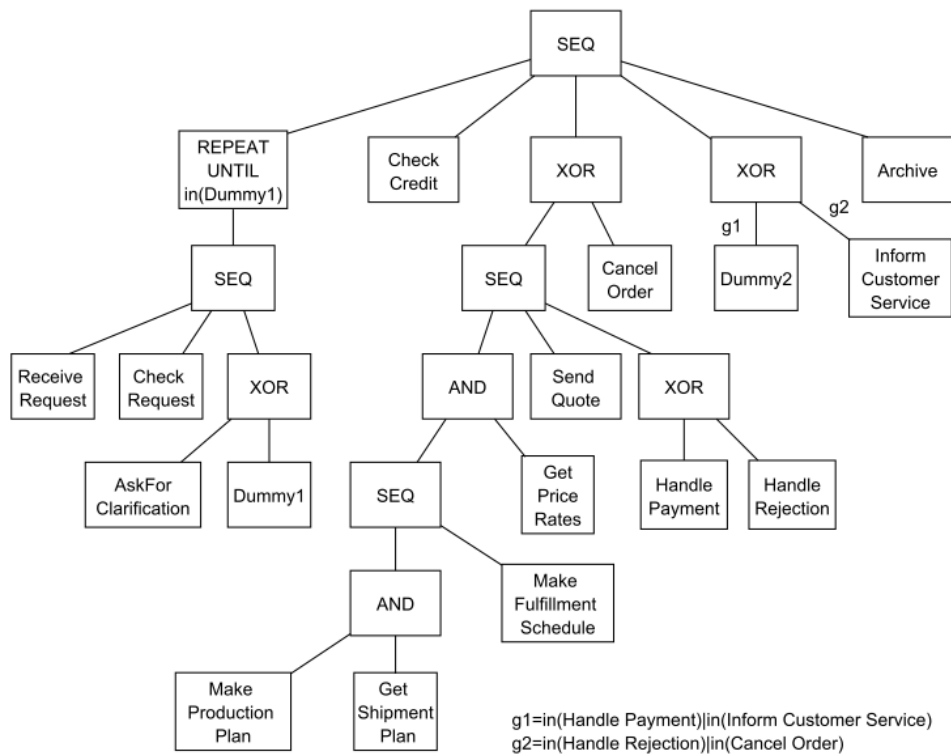 SEQ
REPEAT
UNTIL
in(Dummy1)
Check
Credit
XOR
XOR
Archive
g1
g2
SEQ
SEQ
Cancel
Order
Dummy2
Inform
Customer
Service
Receive
Request
Check
Request
XOR
AND
Send
Quote
XOR
AskFor
Clarification
Dummy1
SEQ
Get
Price
Rates
Handle
Payment
Handle
Rejection
AND
Make
Fulfillment
Schedule
Make
Production
Plan
Get
Shipment
Plan
g1=in(Handle Payment)|in(Inform Customer Service)
g2=in(Handle Rejection)|in(Cancel Order)